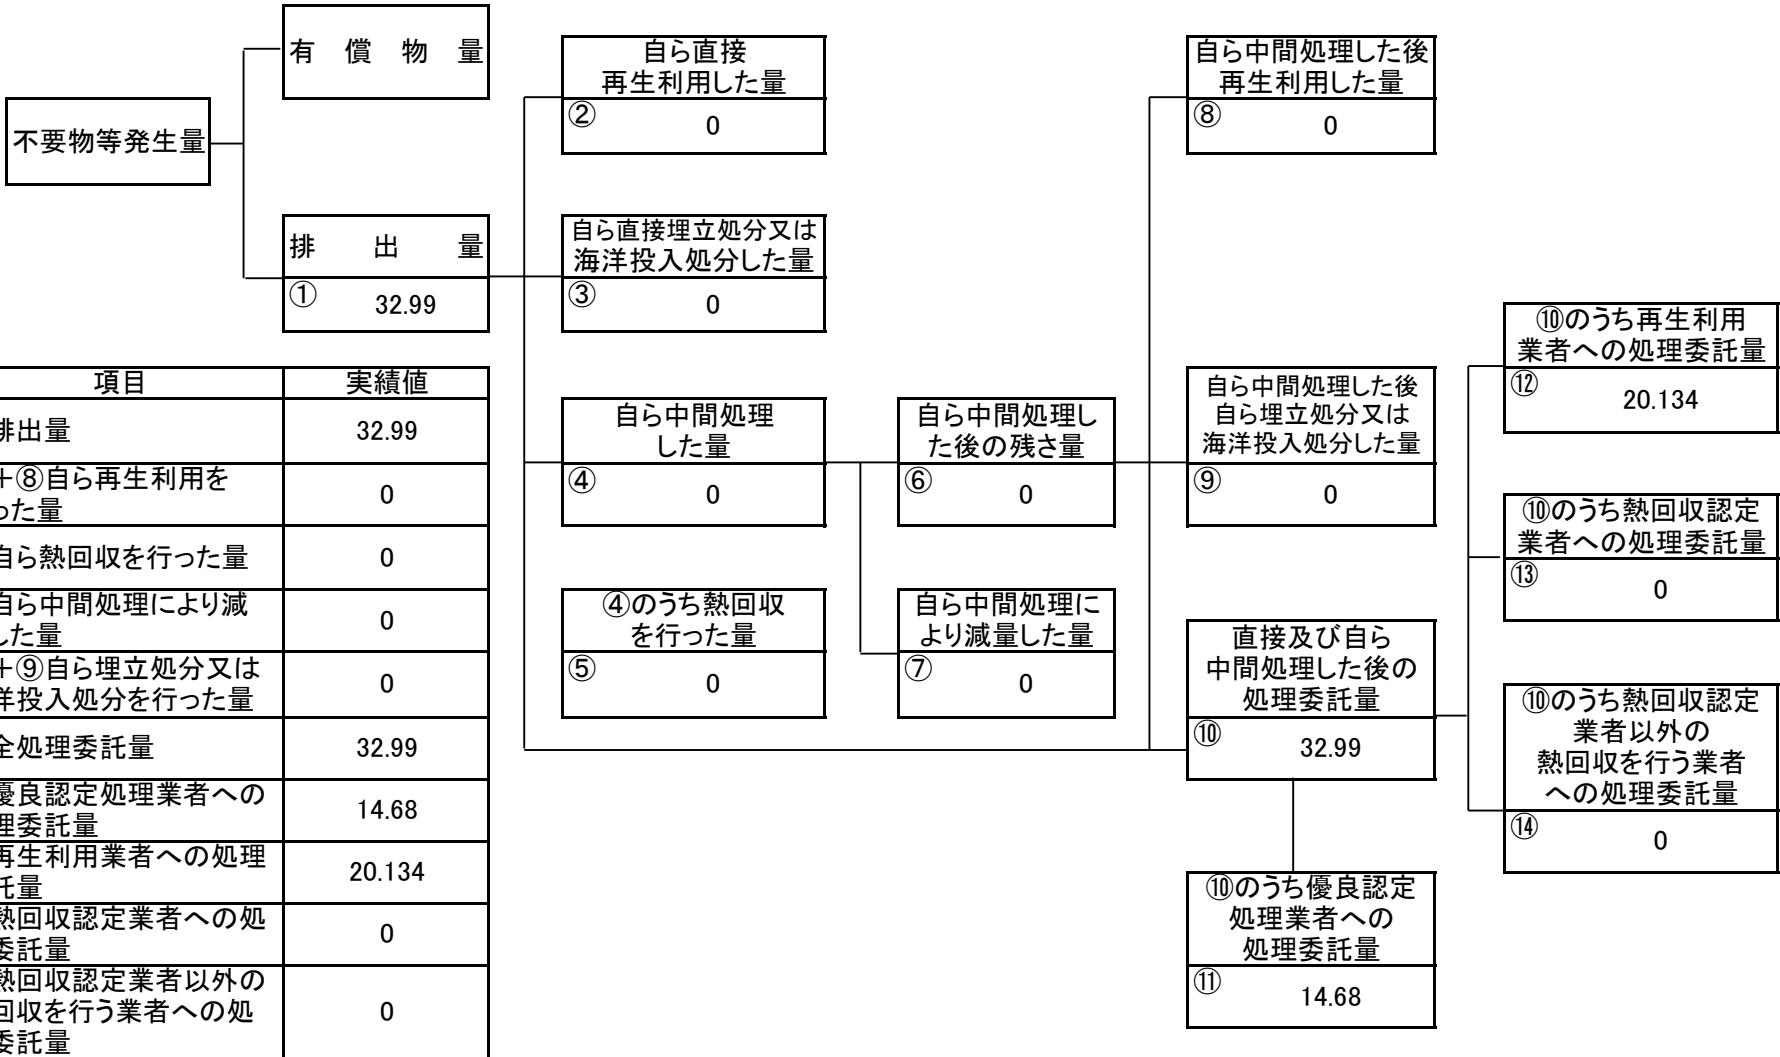 有償物量
不要物等発生量
排出量
① 32.99
自ら直接
再生利用した量
② 0
自ら直接埋立処分又は
海洋投入処分した量
③ 0
自ら中間処理
した量
④ 0
④のうち熱回収
を行った量
⑤ 0
自ら中間処理し
た後の残さ量
⑥ 0
自ら中間処理に
より減量した量
⑦ 0
自ら中間処理した後
再生利用した量
⑧ 0
自ら中間処理した後
自ら埋立処分又は
海洋投入処分した量
⑨ 0
直接及び自ら
中間処理した後の
処理委託量
⑩ 32.99
⑩のうち優良認定
処理業者への
処理委託量
⑪ 14.68
⑩のうち再生利用
業者への処理委託量
⑫ 20.134
⑩のうち熱回収認定
業者への処理委託量
⑬ 0
⑩のうち熱回収認定
業者以外の
熱回収を行う業者
への処理委託量
⑭ 0
項目 実績値
排出量 32.99
+⑧自ら再生利用を
った量 0
自ら熱回収を行った量 0
自ら中間処理により減
した量 0
+⑨自ら埋立処分又は
洋投入処分を行った量 0
全処理委託量 32.99
優良認定処理業者への
理委託量 14.68
再生利用業者への処理
託量 20.134
熱回収認定業者への処
委託量 0
熱回収認定業者以外の
回収を行う業者への処
委託量 0